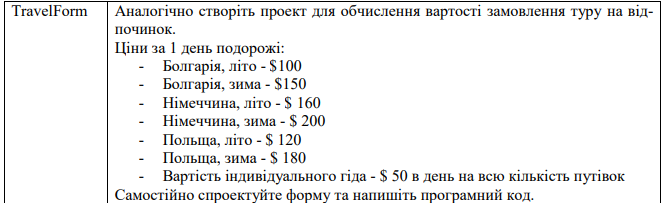 TravelForm
Аналогічно створіть проект для обчислення вартості замовлення туру на від-
починок.
Ціни за 1 день подорожі:
- Болгарія, літо - $100
- Болгарія, зима - $150
- Німеччина, літо - $ 160
- Німеччина, зима - $ 200
- Польща, літо - $ 120
- Польща, зима - $ 180
- Вартість індивідуального гіда - $ 50 в день на всю кількість путівок
Самостійно спроектуйте форму та напишіть програмний код.